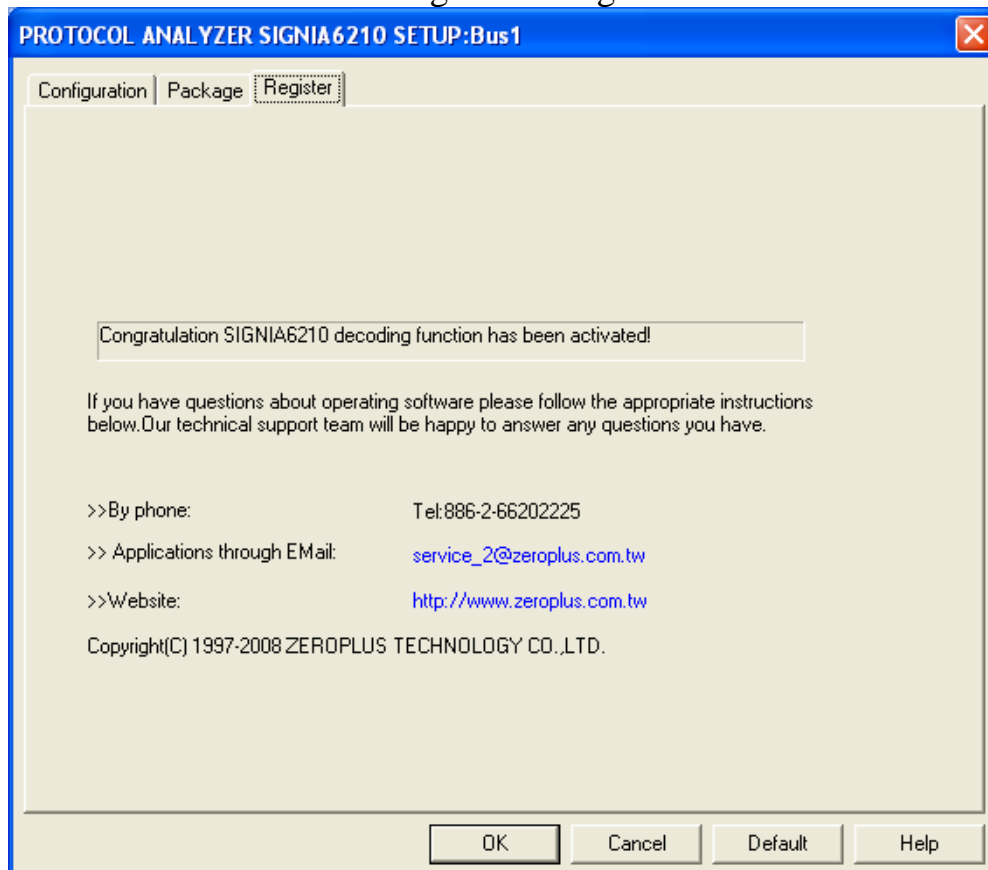 PROTOCOL ANALYZER SIGNIA6210 SETUP:Bus1
Configuration Package Register
Congratulation SIGNIA6210 decoding function has been activated!
If you have questions about operating software please follow the appropriate instructions
below.Our technical support team will be happy to answer any questions you have.
>>By phone: Tel:886-2-66202225
>> Applications through EMail: service_2@zeroplus.com.tw
>>Website: http://www.zeroplus.com.tw
Copyright(C) 1997-2008 ZEROPLUS TECHNOLOGY CO.,LTD.
OK Cancel Default Help